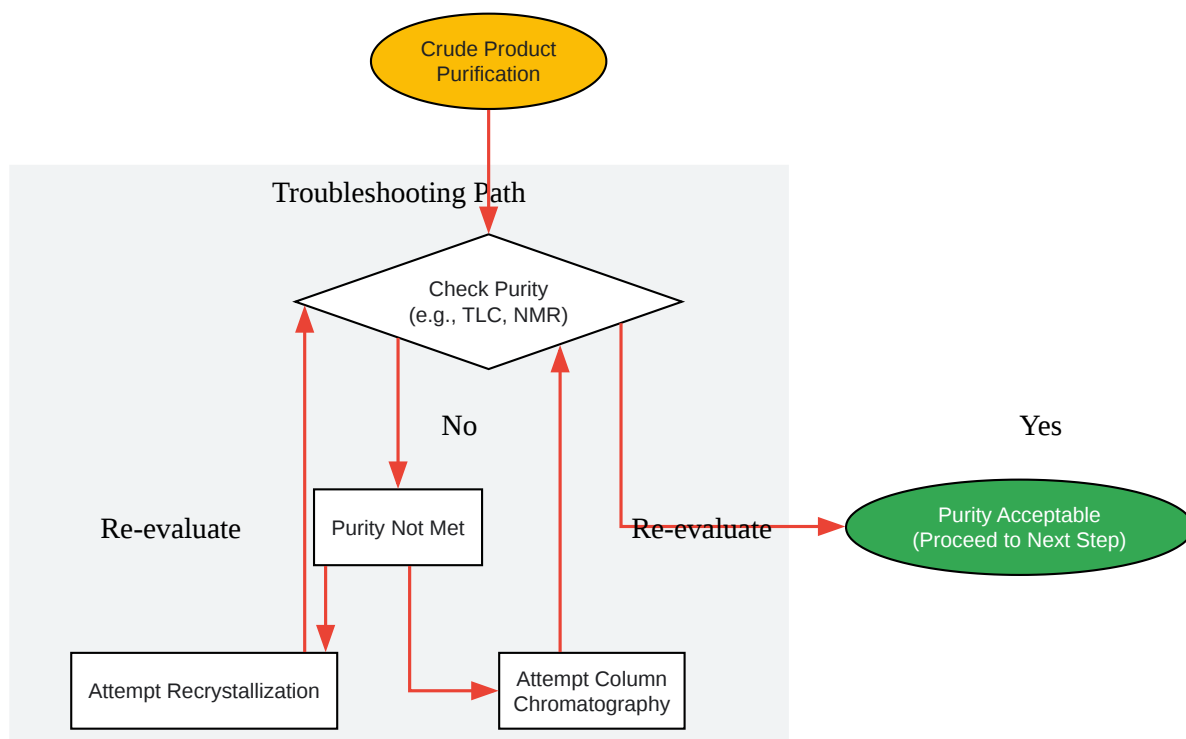 Crude Product
Purification
Troubleshooting Path
Check Purity
(e.g., TLC, NMR)
No
Yes
Re-evaluate
Purity Not Met
Re-evaluate
Purity Acceptable
(Proceed to Next Step)
Attempt Recrystallization
Attempt Column
Chromatography